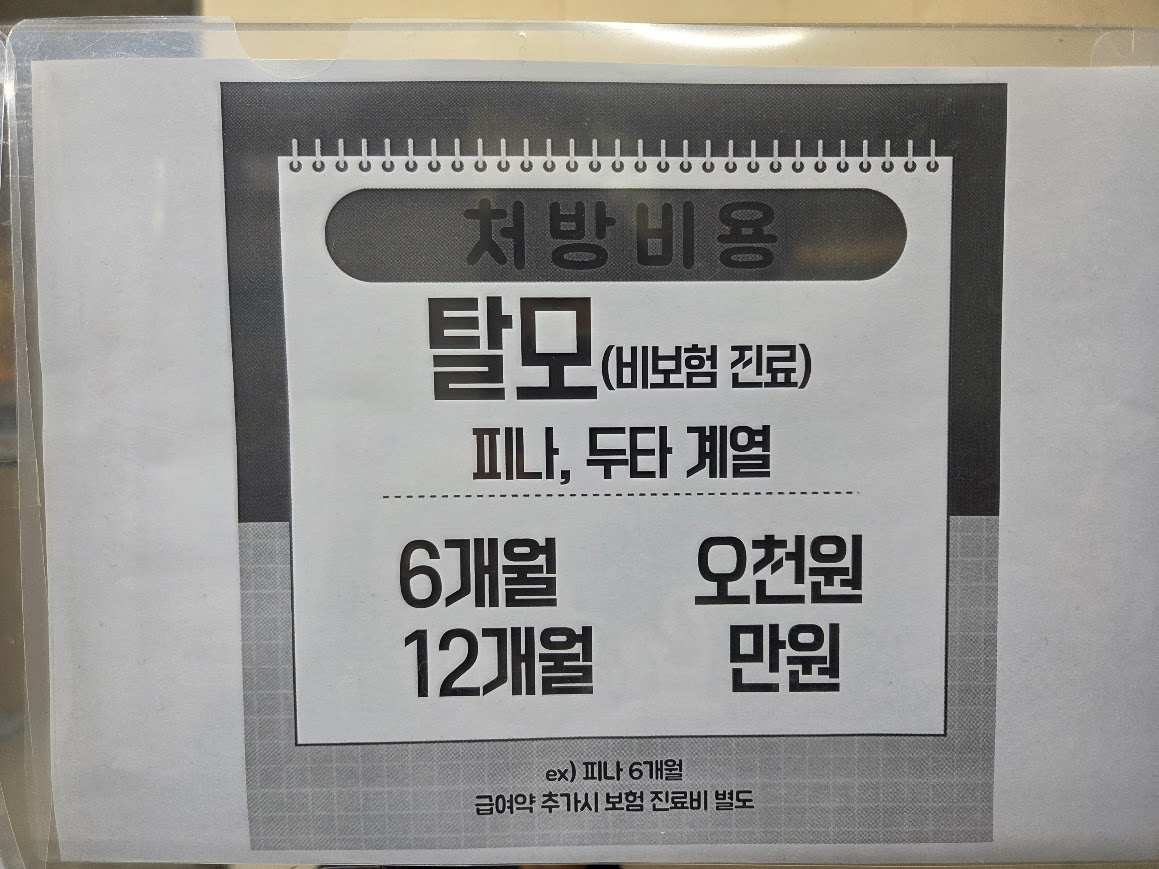 처방비용
탈모(비보험 진료)
피나, 두타 계열
6개월 오천원
12개월 만원
ex) 피나 6개월
급여약 추가시 보험 진료비 별도